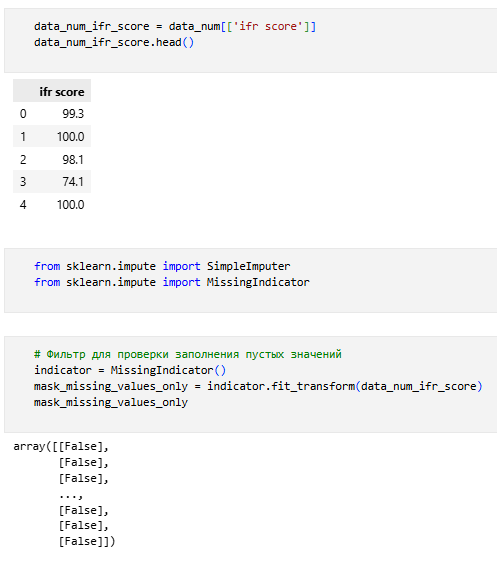 data_num_ifr_score = data_num[['ifr score']]
data_num_ifr_score.head()
ifr score
0 99.3
1 100.0
2 98.1
3 74.1
4 100.0
from sklearn.impute import SimpleImputer
from sklearn.impute import MissingIndicator
# Фильтр для проверки заполнения пустых значений
indicator = MissingIndicator()
mask_missing_values_only = indicator.fit_transform(data_num_ifr_score)
mask_missing_values_only
array([[False],
[False],
[False],
...,
[False],
[False],
[False]])